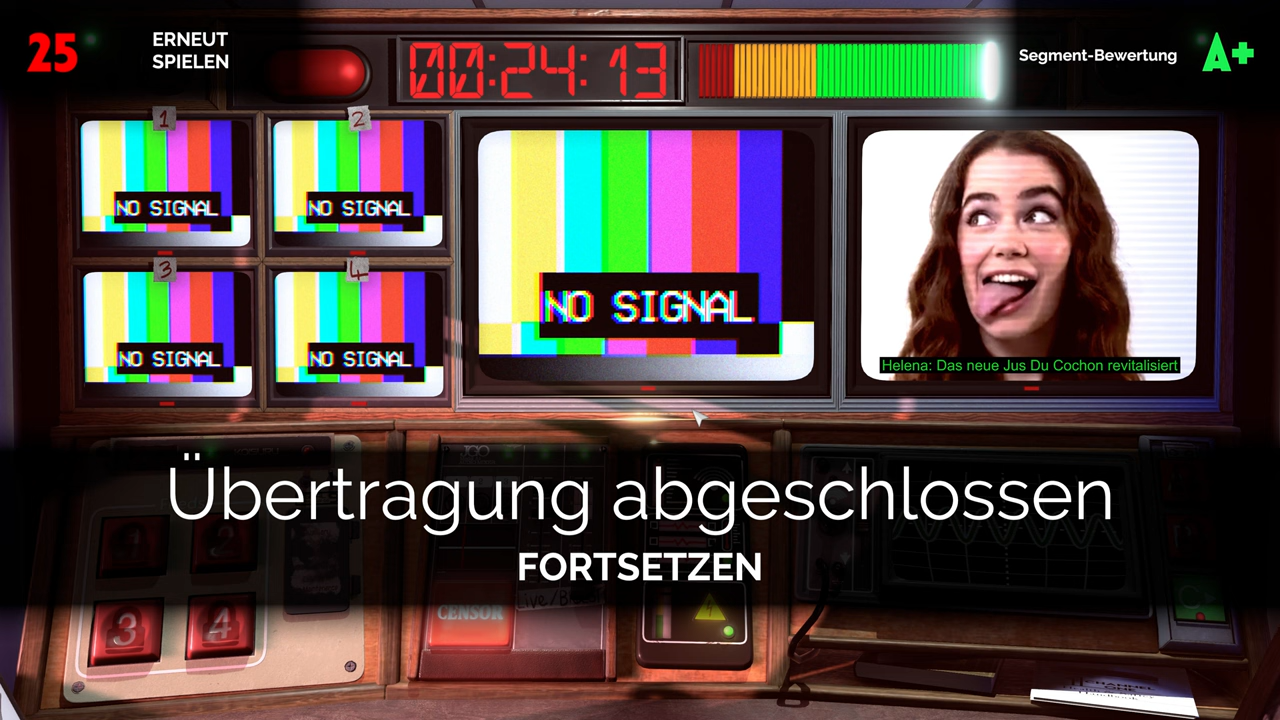 25
ERNEUT
SPIELEN
00:24:13
Segment-Bewertung
A+
1
2
NO SIGNAL
NO SIGNAL
3
4
NO SIGNAL
NO SIGNAL
NO SIGNAL
Helena: Das neue Jus Du Cochon revitalisiert
Übertragung abgeschlossen
FORTSETZEN
CENSOR
3
4